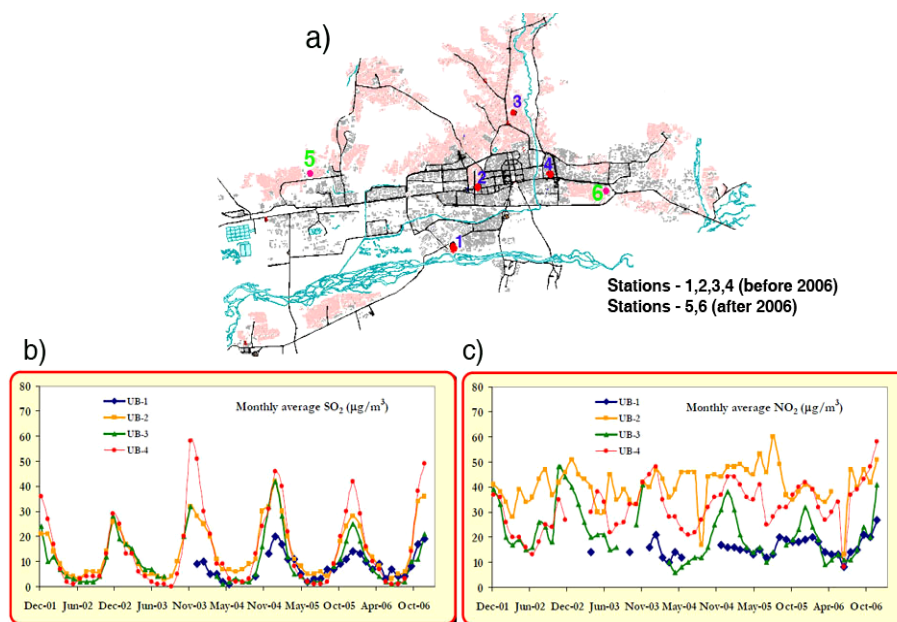 a)
3
5
4
2
6
1
Stations - 1,2,3,4 (before 2006)
Stations - 5,6 (after 2006)
b)
80
70
60
50
40
30
20
10
0
UB-1
UB-2
UB-3
UB-4
Monthly average SO₂ (µg/m³)
Dec-01 Jun-02 Dec-02 Jun-03 Nov-03 May-04 Nov-04 May-05 Oct-05 Apr-06 Oct-06
c)
80
70
60
50
40
30
20
10
0
UB-1
UB-2
UB-3
UB-4
Monthly average NO₂ (µg/m³)
Dec-01 Jun-02 Dec-02 Jun-03 Nov-03 May-04 Nov-04 May-05 Oct-05 Apr-06 Oct-06